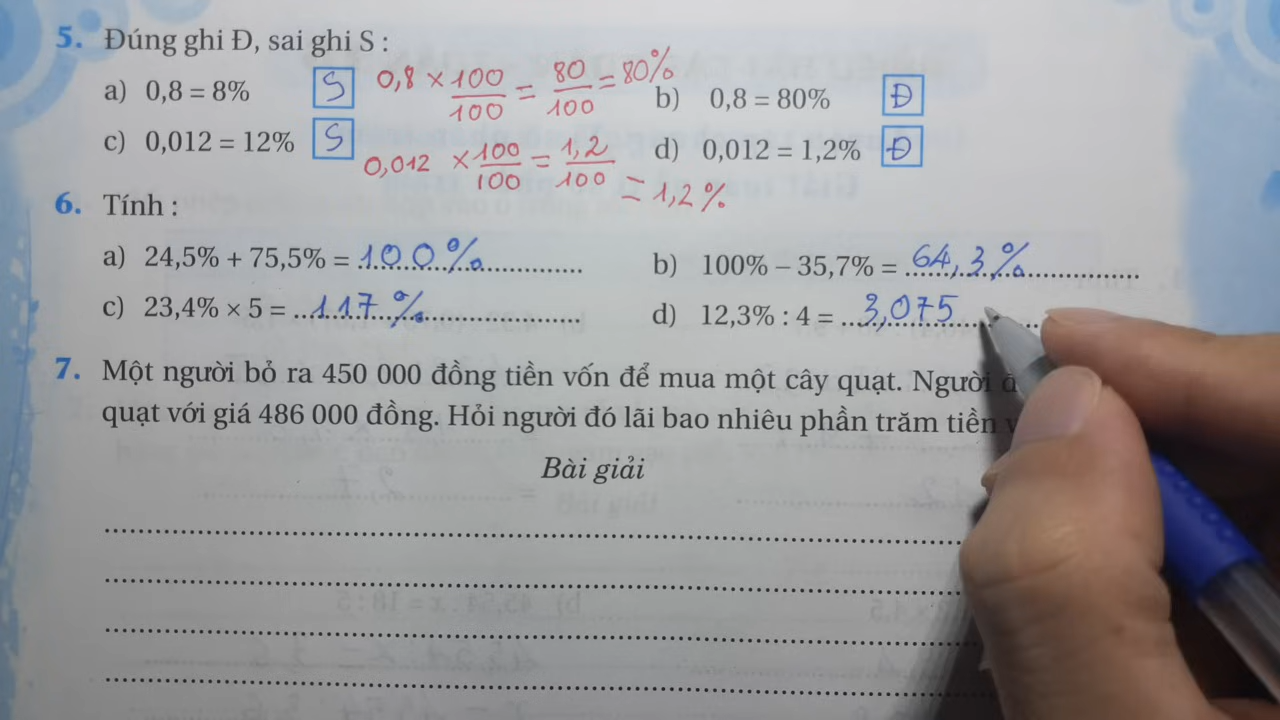 5. Đúng ghi Đ, sai ghi S :
a) 0,8 = 8% S 0,8 × 100/100 = 80/100 = 80%
b) 0,8 = 80% Đ
c) 0,012 = 12% S 0,012 × 100/100 = 1,2/100 = 1,2%
d) 0,012 = 1,2% Đ
6. Tính :
a) 24,5% + 75,5% = 100%
b) 100% – 35,7% = 64,3%
c) 23,4% × 5 = 117%
d) 12,3% : 4 = 3,075
7. Một người bỏ ra 450 000 đồng tiền vốn để mua một cây quạt. Người
quạt với giá 486 000 đồng. Hỏi người đó lãi bao nhiêu phần trăm tiền
Bài giải